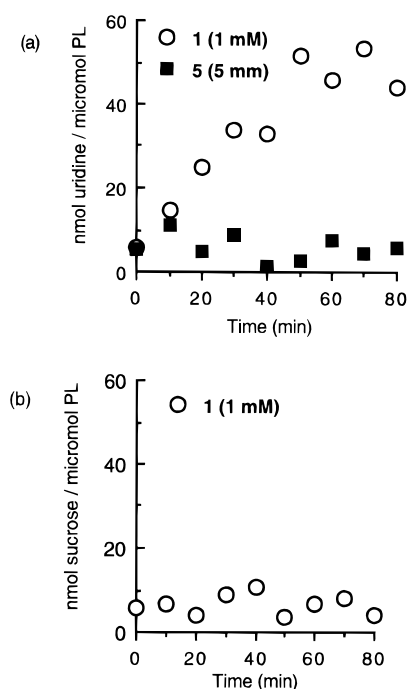 (a)
nmol uridine / micromol PL
60
40
20
0
1 (1 mM)
5 (5 mm)
0 20 40 60 80
Time (min)
(b)
nmol sucrose / micromol PL
60
40
20
0
1 (1 mM)
0 20 40 60 80
Time (min)